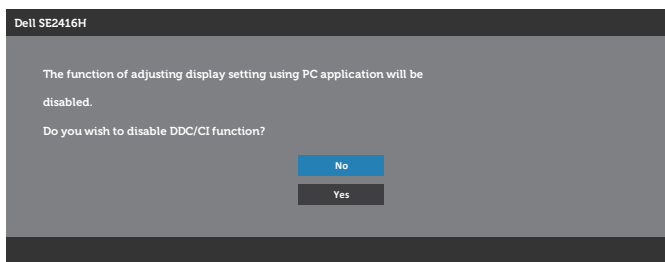 Dell SE2416H
The function of adjusting display setting using PC application will be
disabled.
Do you wish to disable DDC/CI function?
No
Yes